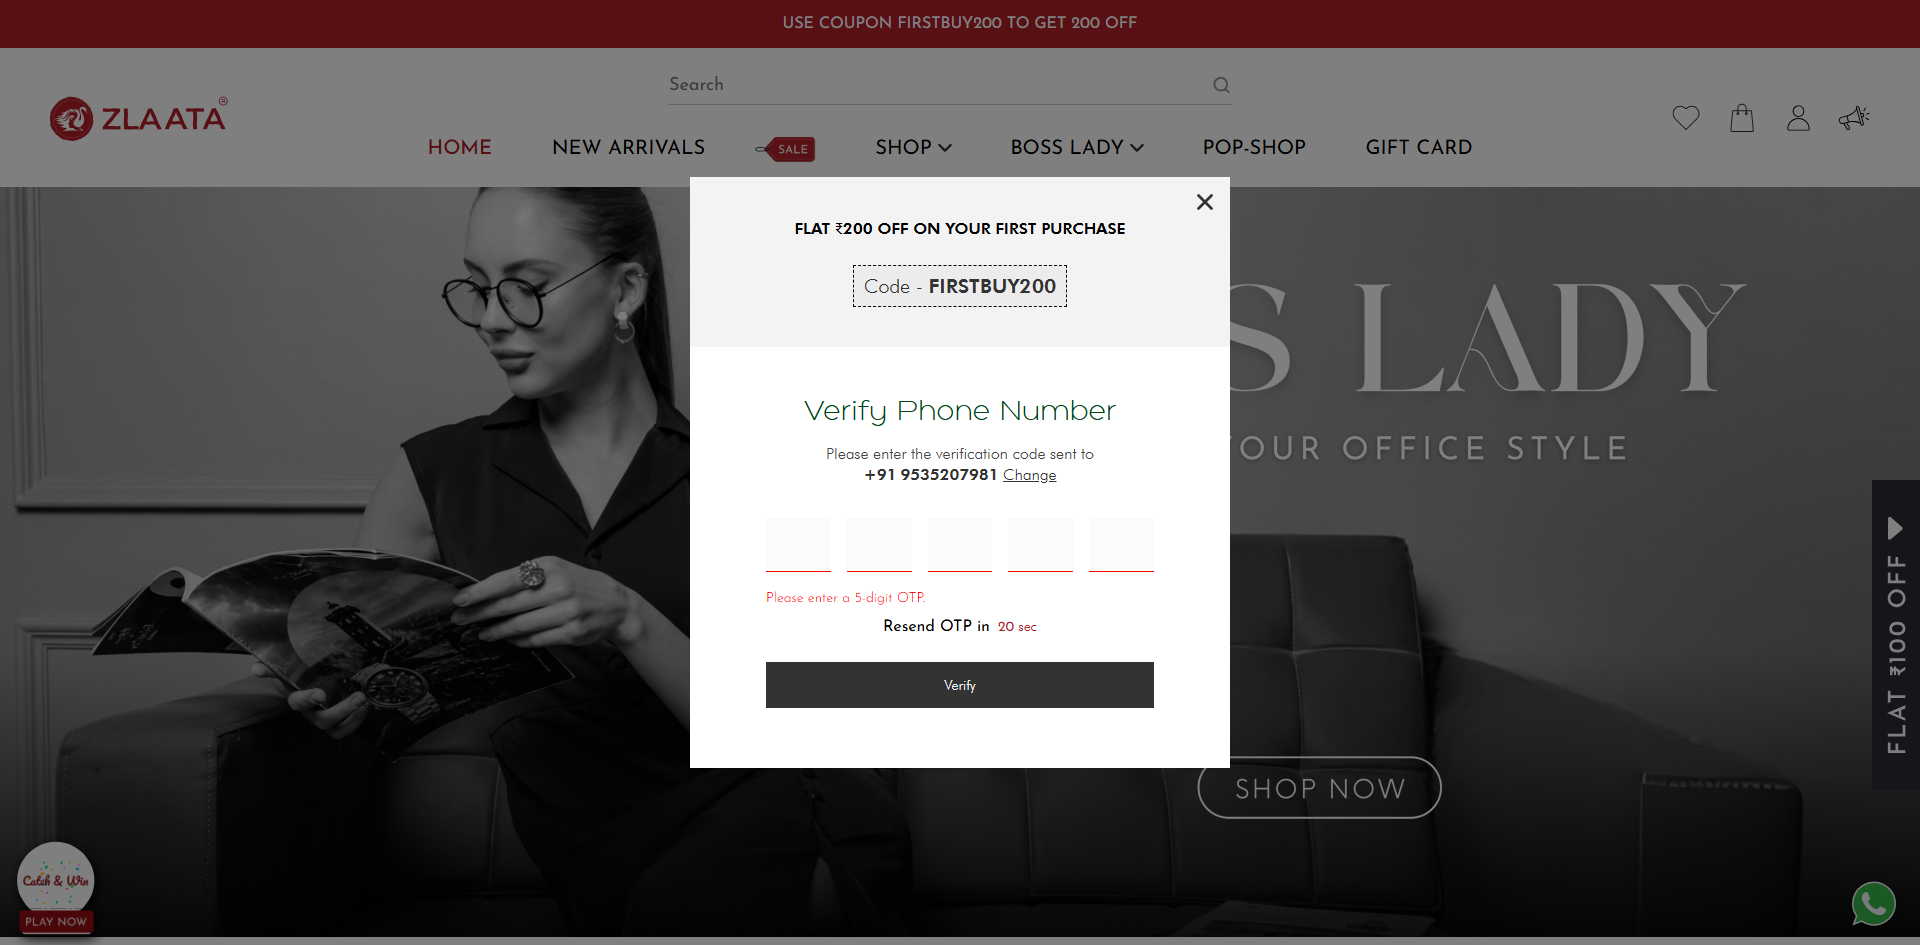 USE COUPON FIRSTBUY200 TO GET 200 OFF
Search
ZLAATA®
HOME NEW ARRIVALS SALE SHOP BOSS LADY POP-SHOP GIFT CARD
FLAT ₹200 OFF ON YOUR FIRST PURCHASE
Code - FIRSTBUY200
S LADY
Verify Phone Number
OUR OFFICE STYLE
Please enter the verification code sent to
+91 9535207981 Change
Please enter a 5-digit OTP.
Resend OTP in 20 sec
FLAT ₹100 OFF
Verify
SHOP NOW
Catch & Win
PLAY NOW